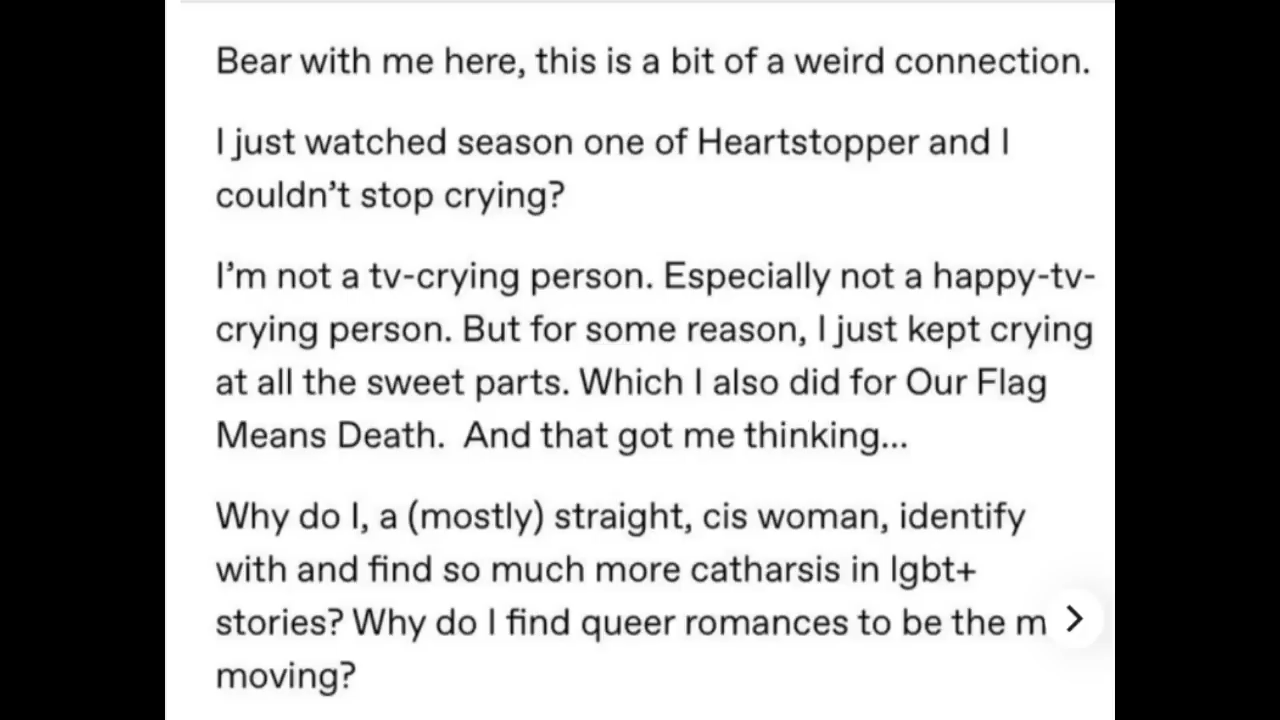 Bear with me here, this is a bit of a weird connection.
I just watched season one of Heartstopper and I
couldn’t stop crying?
I’m not a tv-crying person. Especially not a happy-tv-
crying person. But for some reason, I just kept crying
at all the sweet parts. Which I also did for Our Flag
Means Death.  And that got me thinking...
Why do I, a (mostly) straight, cis woman, identify
with and find so much more catharsis in lgbt+
stories? Why do I find queer romances to be the
moving?